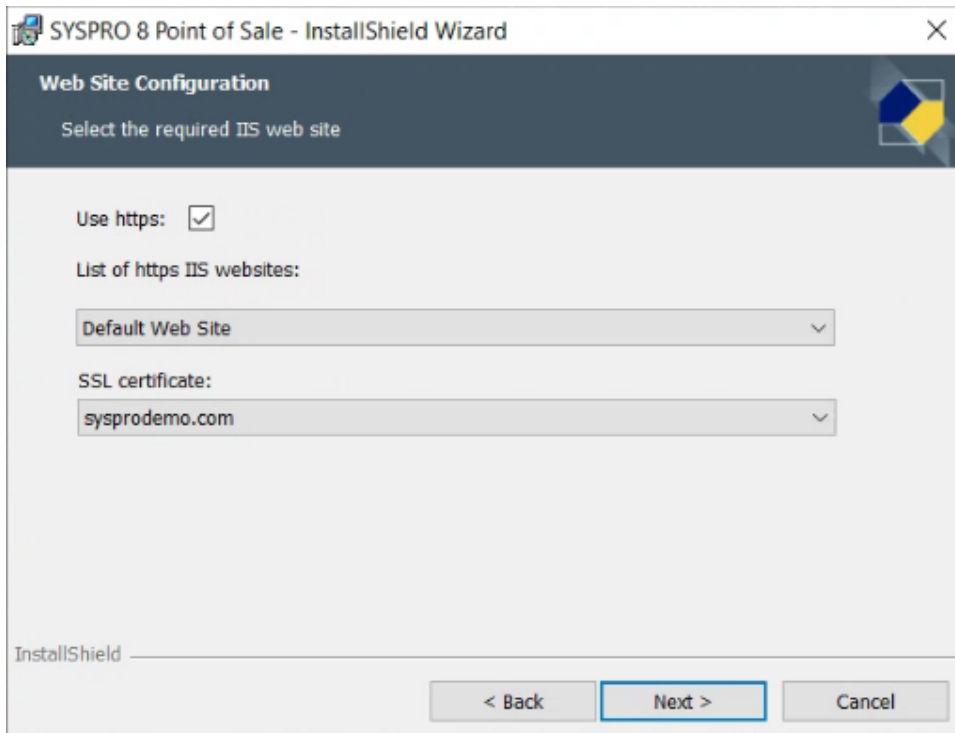 SYSPRO 8 Point of Sale - InstallShield Wizard
Web Site Configuration
Select the required IIS web site
Use https:
List of https IIS websites:
Default Web Site
SSL certificate:
sysprodemo.com
InstallShield
< Back Next > Cancel